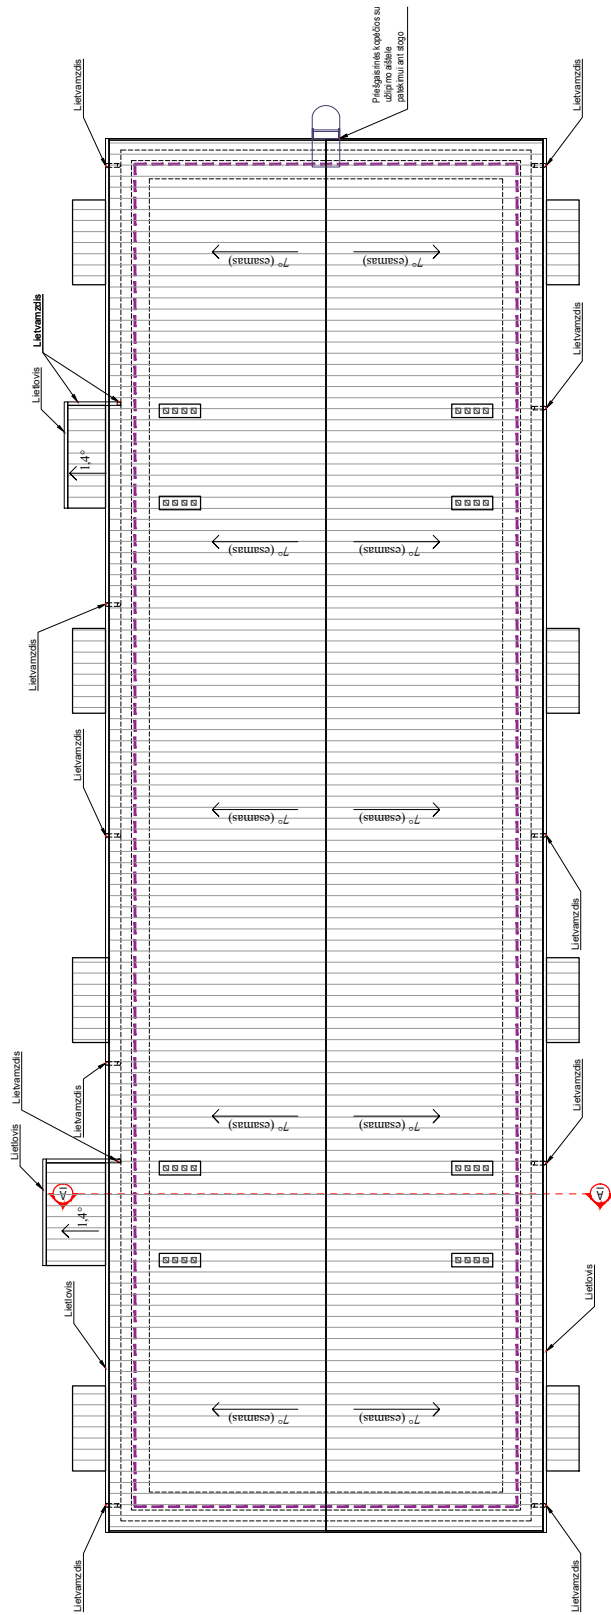 Priešgaisrinės kopėčios su
užlipimo aikštele
patekimui ant stogo
Lietvamzdis
Lietvamzdis
7° (esamas)
7° (esamas)
Lietvamzdis
Lietlovis
Lietvamzdis
1,4°
7° (esamas)
7° (esamas)
Lietvamzdis
Lietvamzdis
7° (esamas)
7° (esamas)
Lietvamzdis
Lietvamzdis
Lietvamzdis
Lietlovis
Lietvamzdis
7° (esamas)
7° (esamas)
A
A
1,4°
Lietlovis
Lietlovis
7° (esamas)
7° (esamas)
Lietvamzdis
Lietvamzdis